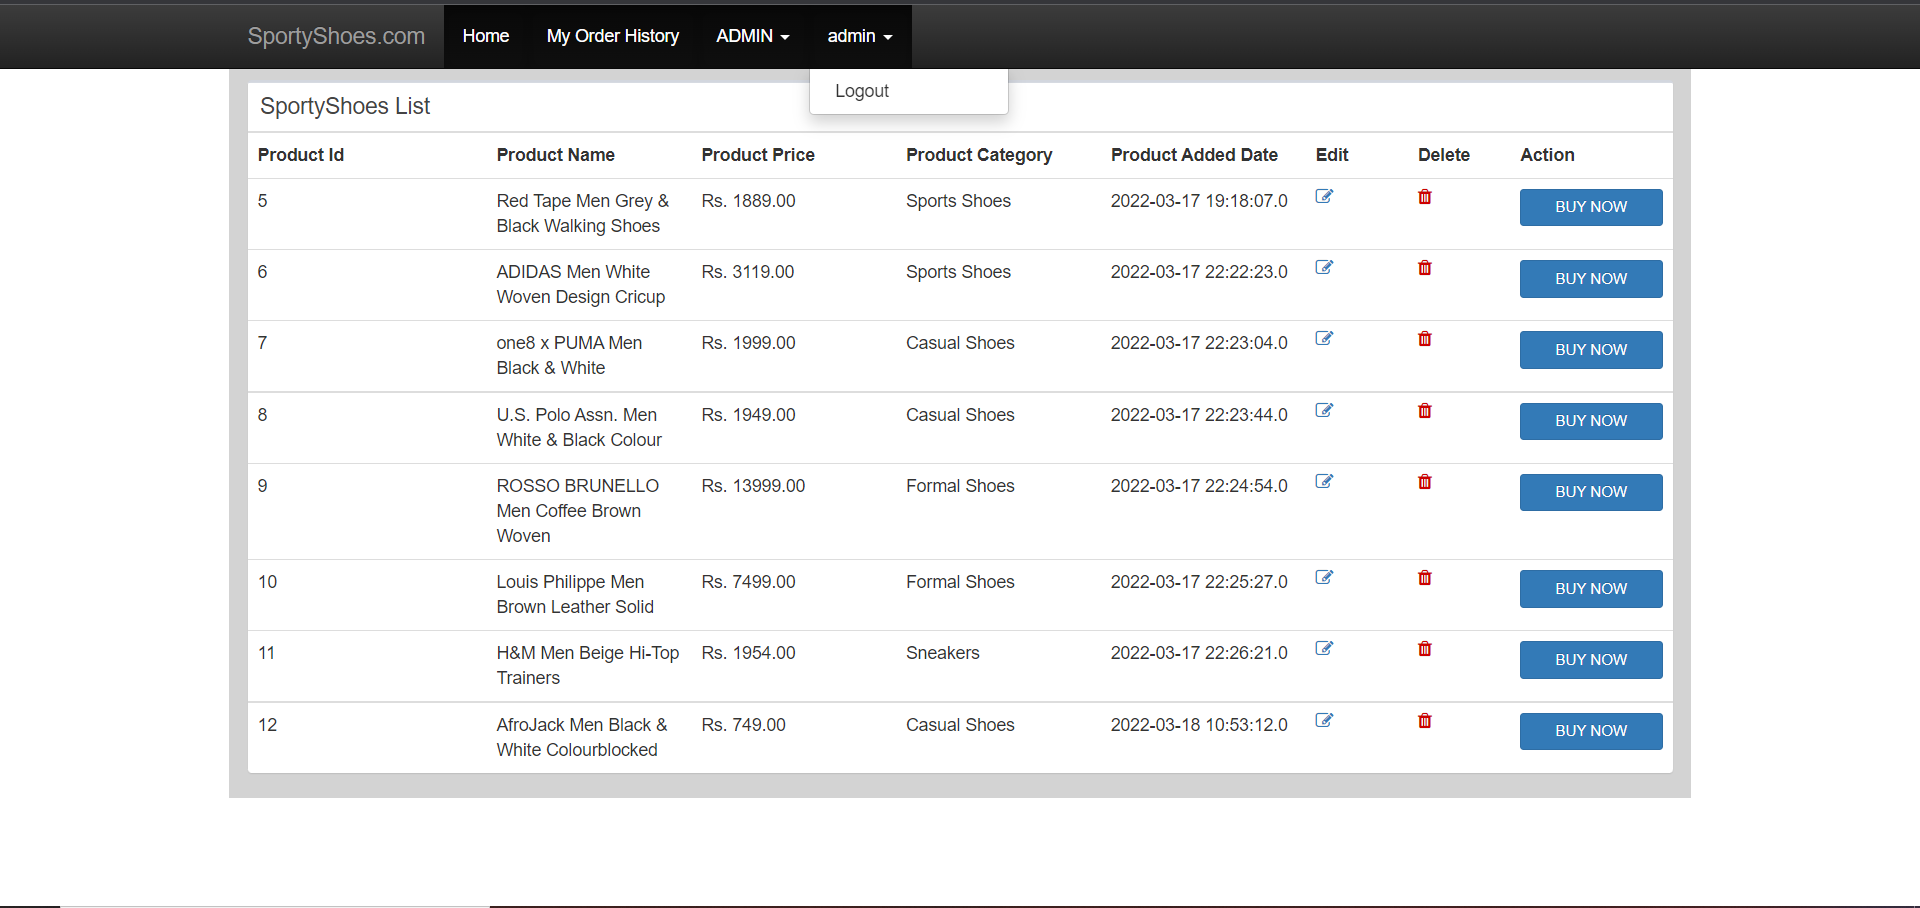 SportyShoes.com Home My Order History ADMIN admin
Logout
SportyShoes List
Product Id Product Name Product Price Product Category Product Added Date Edit Delete Action
5 Red Tape Men Grey & Rs. 1889.00 Sports Shoes 2022-03-17 19:18:07.0 BUY NOW
Black Walking Shoes
6 ADIDAS Men White Rs. 3119.00 Sports Shoes 2022-03-17 22:22:23.0 BUY NOW
Woven Design Cricup
7 one8 x PUMA Men Rs. 1999.00 Casual Shoes 2022-03-17 22:23:04.0 BUY NOW
Black & White
8 U.S. Polo Assn. Men Rs. 1949.00 Casual Shoes 2022-03-17 22:23:44.0 BUY NOW
White & Black Colour
9 ROSSO BRUNELLO Rs. 13999.00 Formal Shoes 2022-03-17 22:24:54.0 BUY NOW
Men Coffee Brown
Woven
10 Louis Philippe Men Rs. 7499.00 Formal Shoes 2022-03-17 22:25:27.0 BUY NOW
Brown Leather Solid
11 H&M Men Beige Hi-Top Rs. 1954.00 Sneakers 2022-03-17 22:26:21.0 BUY NOW
Trainers
12 AfroJack Men Black & Rs. 749.00 Casual Shoes 2022-03-18 10:53:12.0 BUY NOW
White Colourblocked